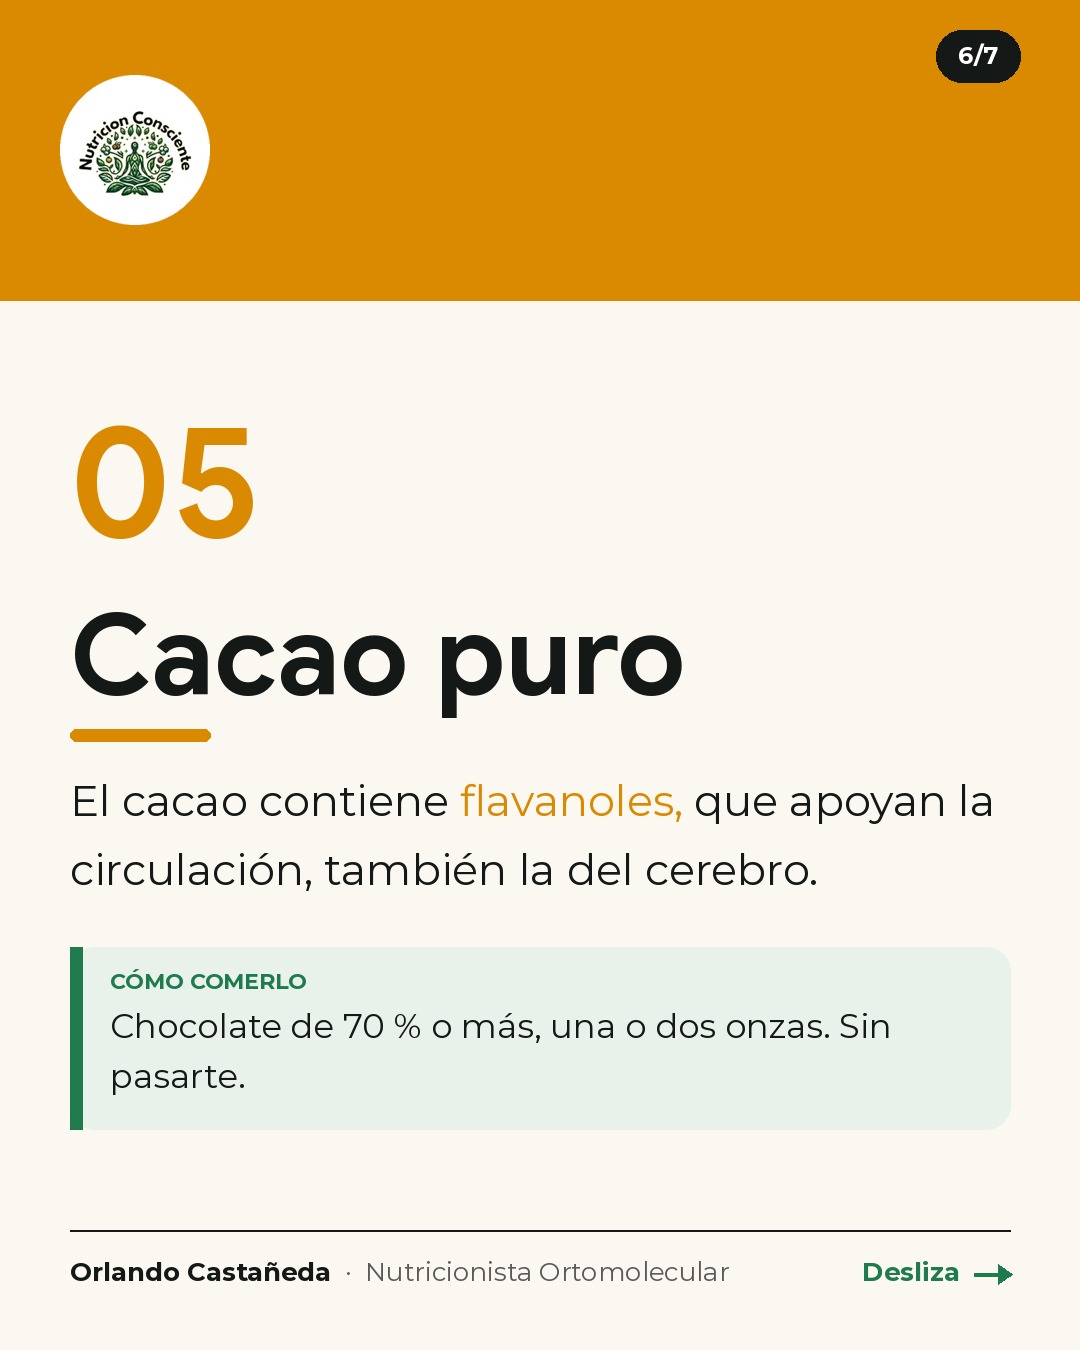 6/7
Nutricion Consciente
05
Cacao puro
El cacao contiene flavanoles, que apoyan la
circulación, también la del cerebro.
CÓMO COMERLO
Chocolate de 70 % o más, una o dos onzas. Sin
pasarte.
Orlando Castañeda · Nutricionista Ortomolecular
Desliza